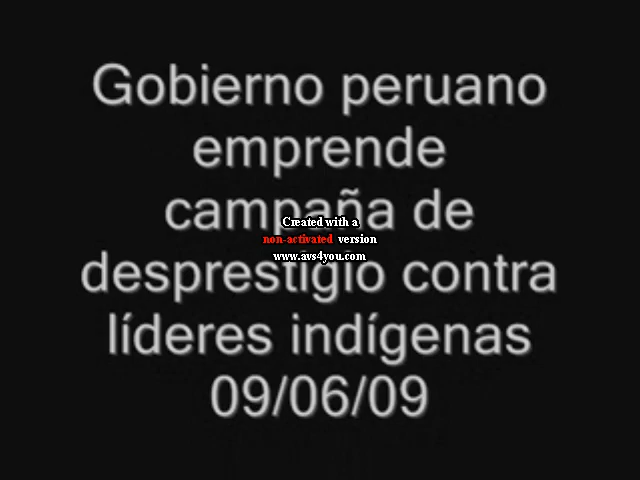 Gobierno peruano
emprende
campaña de
desprestigio contra
líderes indígenas
09/06/09
Created with a
non-activated version
www.avs4you.com